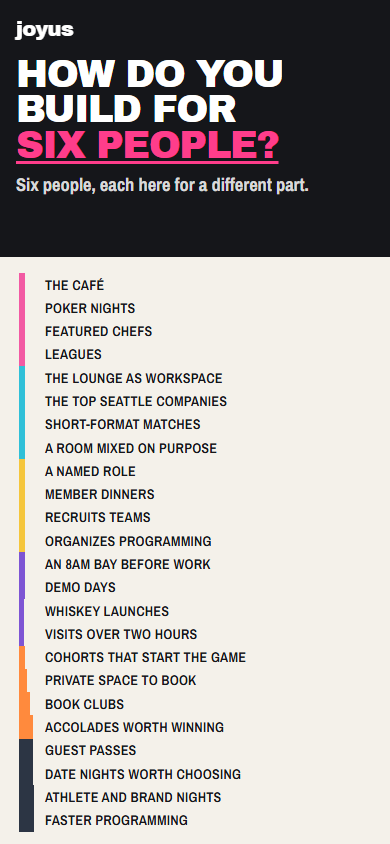 joyus
HOW DO YOU
BUILD FOR
SIX PEOPLE?
Six people, each here for a different part.
THE CAFÉ
POKER NIGHTS
FEATURED CHEFS
LEAGUES
THE LOUNGE AS WORKSPACE
THE TOP SEATTLE COMPANIES
SHORT-FORMAT MATCHES
A ROOM MIXED ON PURPOSE
A NAMED ROLE
MEMBER DINNERS
RECRUITS TEAMS
ORGANIZES PROGRAMMING
AN 8AM BAY BEFORE WORK
DEMO DAYS
WHISKEY LAUNCHES
VISITS OVER TWO HOURS
COHORTS THAT START THE GAME
PRIVATE SPACE TO BOOK
BOOK CLUBS
ACCOLADES WORTH WINNING
GUEST PASSES
DATE NIGHTS WORTH CHOOSING
ATHLETE AND BRAND NIGHTS
FASTER PROGRAMMING